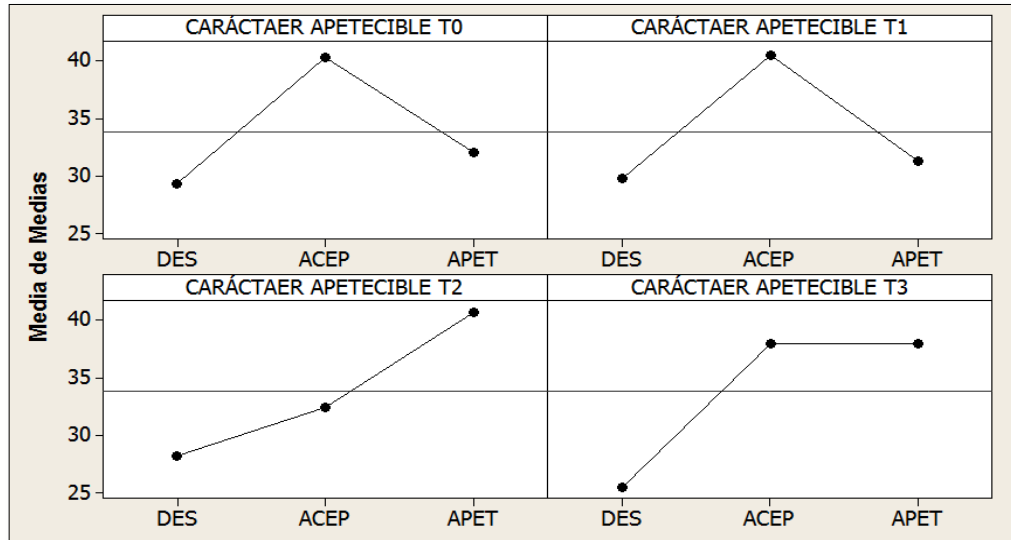 CARÁCTAER APETECIBLE T0
CARÁCTAER APETECIBLE T1
Media de Medias
40
35
30
25
DES ACEP APET
DES ACEP APET
CARÁCTAER APETECIBLE T2
CARÁCTAER APETECIBLE T3
40
35
30
25
DES ACEP APET
DES ACEP APET